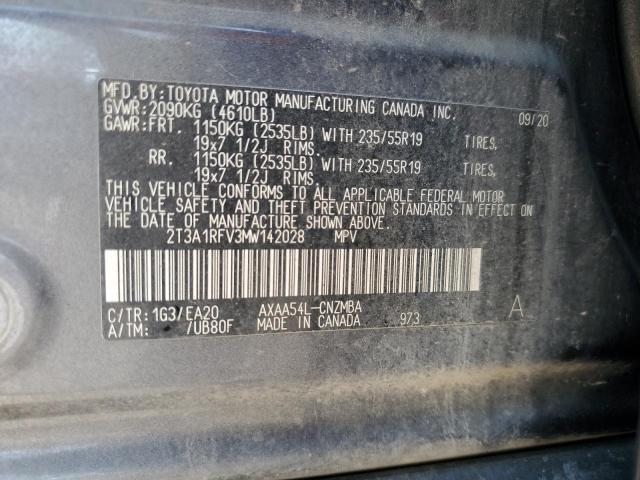 MFD. BY: TOYOTA MOTOR MANUFACTURING CANADA INC. 09/20
GVWR: 2090KG (4610LB)
GAWR: FRT. 1150KG (2535LB) WITH 235/55R19 TIRES,
19x7 1/2J RIMS.
RR. 1150KG (2535LB) WITH 235/55R19 TIRES,
19x7 1/2J RIMS.
THIS VEHICLE CONFORMS TO ALL APPLICABLE FEDERAL MOTOR
VEHICLE SAFETY AND THEFT PREVENTION STANDARDS IN EFFECT ON
THE DATE OF MANUFACTURE SHOWN ABOVE.
2T3A1RFV3MW142028 MPV
C/TR: 1G3/EA20 AXAA54L-CNZMBA A
A/TM: /UB80F MADE IN CANADA 973